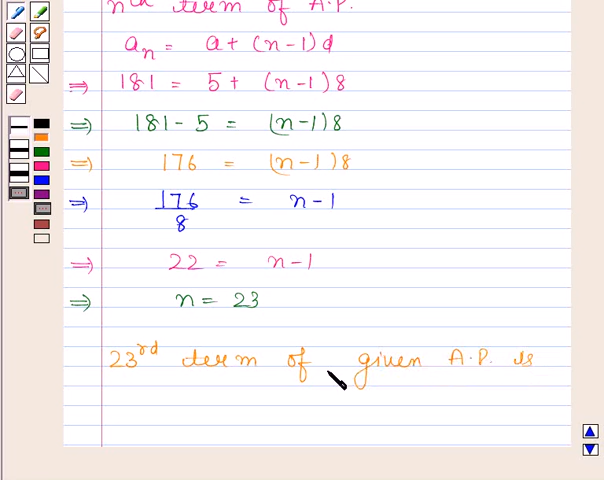 nth term of A.P.
aₙ = a + (n-1)d
⇒ 181 = 5 + (n-1)8
⇒ 181 - 5 = (n-1)8
⇒ 176 = (n-1)8
⇒ 176/8 = n-1
⇒ 22 = n-1
⇒ n = 23
23rd term of given A.P. is